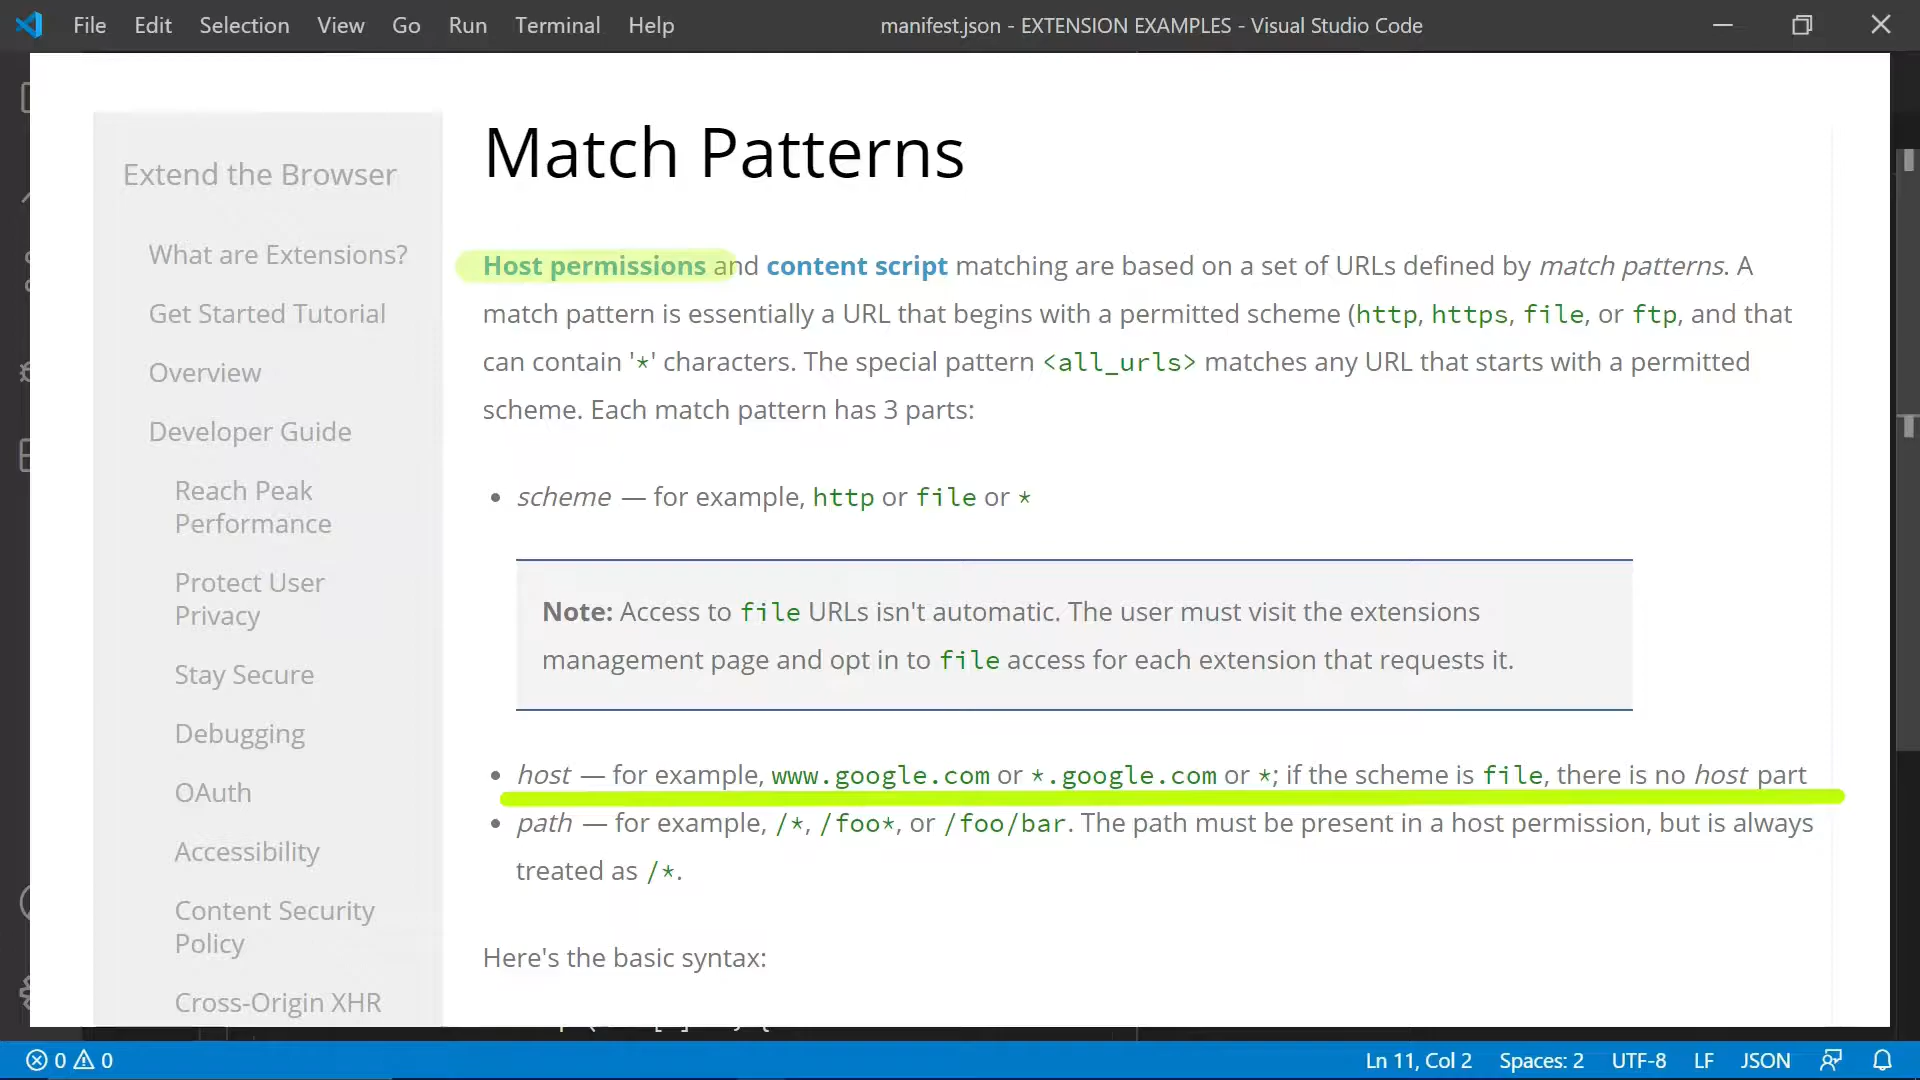 File Edit Selection View Go Run Terminal Help
manifest.json - EXTENSION EXAMPLES - Visual Studio Code
Extend the Browser
What are Extensions?
Get Started Tutorial
Overview
Developer Guide
Reach Peak
Performance
Protect User
Privacy
Stay Secure
Debugging
OAuth
Accessibility
Content Security
Policy
Cross-Origin XHR
Match Patterns
Host permissions and content script matching are based on a set of URLs defined by match patterns. A
match pattern is essentially a URL that begins with a permitted scheme (http, https, file, or ftp, and that
can contain '*' characters. The special pattern <all_urls> matches any URL that starts with a permitted
scheme. Each match pattern has 3 parts:
• scheme — for example, http or file or *
Note: Access to file URLs isn't automatic. The user must visit the extensions
management page and opt in to file access for each extension that requests it.
• host — for example, www.google.com or *.google.com or *; if the scheme is file, there is no host part
• path — for example, /*, /foo*, or /foo/bar. The path must be present in a host permission, but is always
treated as /*.
Here's the basic syntax:
0 0
Ln 11, Col 2 Spaces: 2 UTF-8 LF JSON